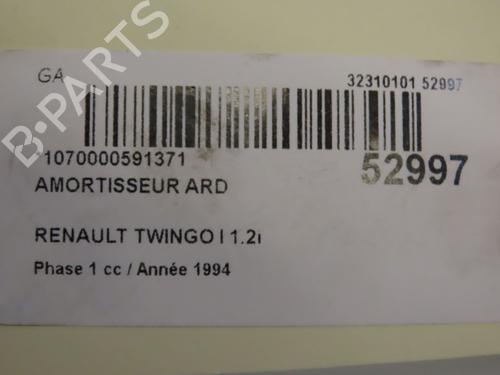 GA
32310101 52997
1070000591371
52997
AMORTISSEUR ARD
RENAULT TWINGO I 1.2i
Phase 1 cc / Année 1994
B-PARTS